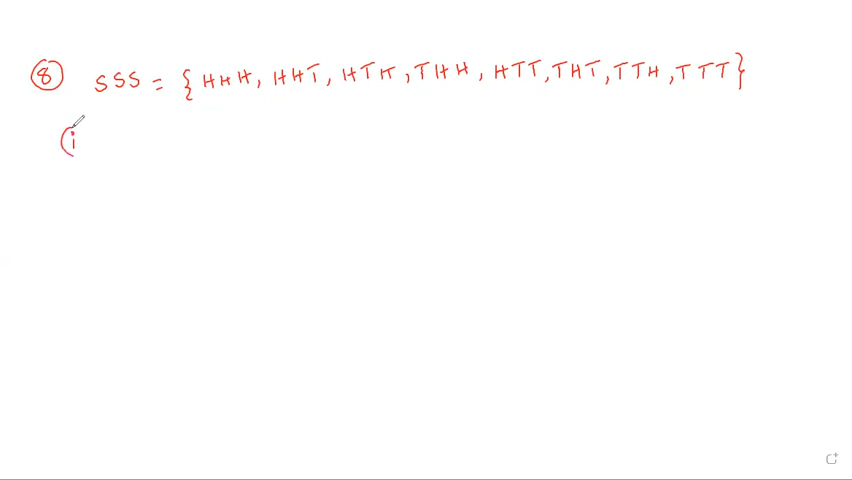 ⑧ SSS = { HHH, HHT, HTH, THH, HTT, THT, TTH, TTT}
(i